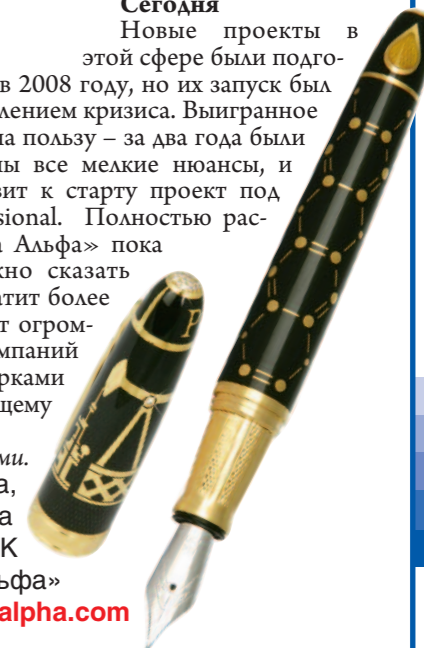 Сегодня
Новые проекты в
этой сфере были подго-
в 2008 году, но их запуск был
лением кризиса. Выигранное
на пользу – за два года были
ны все мелкие нюансы, и
вит к старту проект под
sional. Полностью рас-
а Альфа» пока
жно сказать
атит более
т огром-
мпаний
рками
щему
ми.
а,
а
К
ьфа»
alpha.com
P